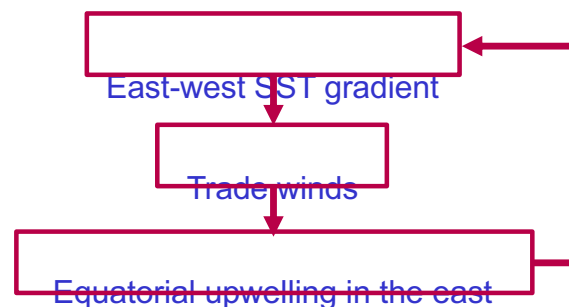 East-west SST gradient
Trade winds
Equatorial upwelling in the east